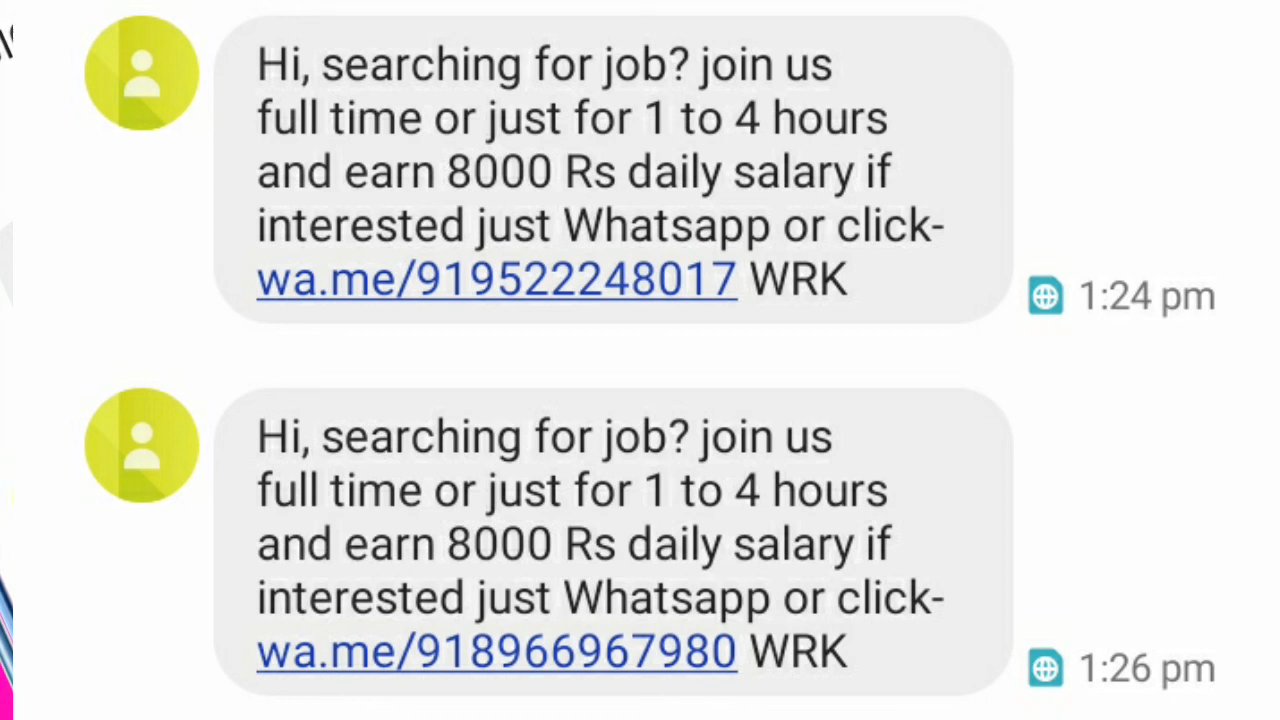 Hi, searching for job? join us
full time or just for 1 to 4 hours
and earn 8000 Rs daily salary if
interested just Whatsapp or click-
wa.me/919522248017 WRK
1:24 pm
Hi, searching for job? join us
full time or just for 1 to 4 hours
and earn 8000 Rs daily salary if
interested just Whatsapp or click-
wa.me/918966967980 WRK
1:26 pm